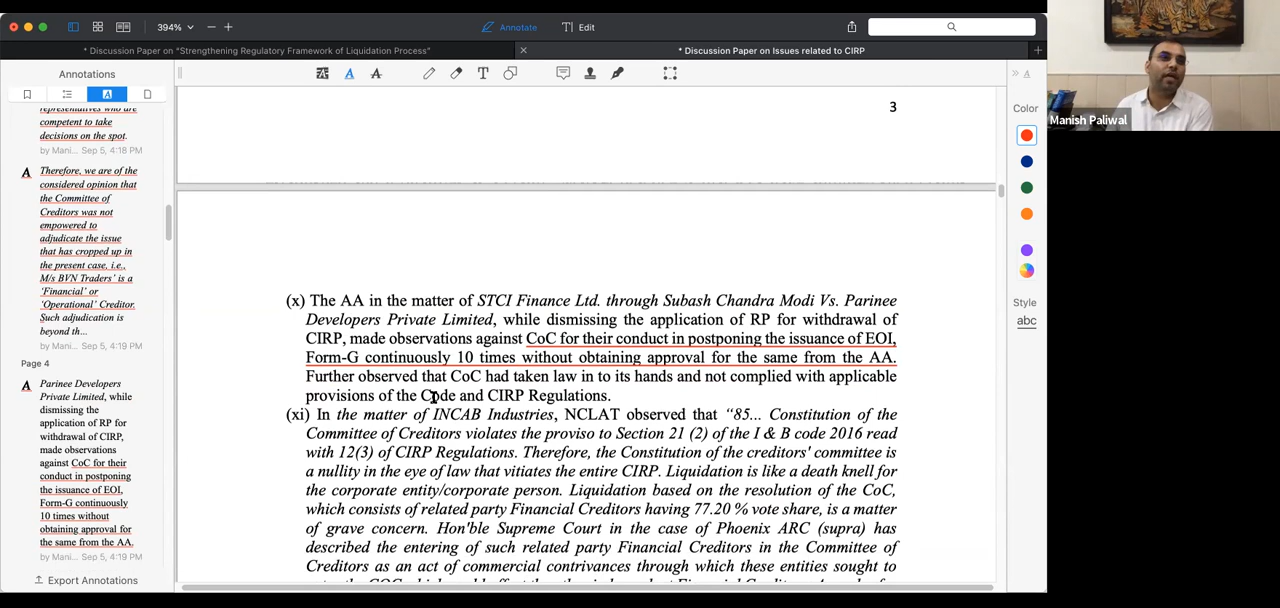 394%
Annotate
Edit
* Discussion Paper on "Strengthening Regulatory Framework of Liquidation Process"
* Discussion Paper on Issues related to CIRP
Annotations
representatives who are
competent to take
decisions on the spot.
by Mani... Sep 5, 4:18 PM
Therefore, we are of the
considered opinion that
the Committee of
Creditors was not
empowered to
adjudicate the issue
that has cropped up in
the present case, i.e.,
M/s BVN Traders' is a
'Financial' or
'Operational' Creditor.
Such adjudication is
beyond th...
by Mani... Sep 5, 4:19 PM
Page 4
Parinee Developers
Private Limited, while
dismissing the
application of RP for
withdrawal of CIRP,
made observations
against CoC for their
conduct in postponing
the issuance of EOI,
Form-G continuously
10 times without
obtaining approval for
the same from the AA.
by Mani... Sep 5, 4:19 PM
Export Annotations
3
(x) The AA in the matter of STCI Finance Ltd. through Subash Chandra Modi Vs. Parinee
Developers Private Limited, while dismissing the application of RP for withdrawal of
CIRP, made observations against CoC for their conduct in postponing the issuance of EOI,
Form-G continuously 10 times without obtaining approval for the same from the AA.
Further observed that CoC had taken law in to its hands and not complied with applicable
provisions of the Code and CIRP Regulations.
(xi) In the matter of INCAB Industries, NCLAT observed that "85... Constitution of the
Committee of Creditors violates the proviso to Section 21 (2) of the I & B code 2016 read
with 12(3) of CIRP Regulations. Therefore, the Constitution of the creditors' committee is
a nullity in the eye of law that vitiates the entire CIRP. Liquidation is like a death knell for
the corporate entity/corporate person. Liquidation based on the resolution of the CoC,
which consists of related party Financial Creditors having 77.20 % vote share, is a matter
of grave concern. Hon'ble Supreme Court in the case of Phoenix ARC (supra) has
described the entering of such related party Financial Creditors in the Committee of
Creditors as an act of commercial contrivances through which these entities sought to
Color
Style
abc
Manish Paliwal